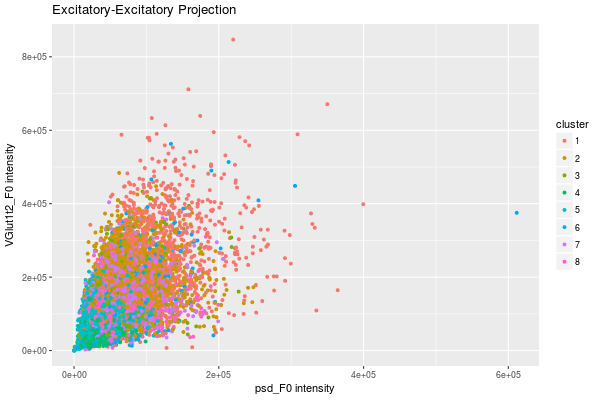 Excitatory-Excitatory Projection
8e+05
6e+05
4e+05
2e+05
0e+00
VGlut1t2_F0 intensity
0e+00 2e+05 4e+05 6e+05
psd_F0 intensity
cluster
1
2
3
4
5
6
7
8